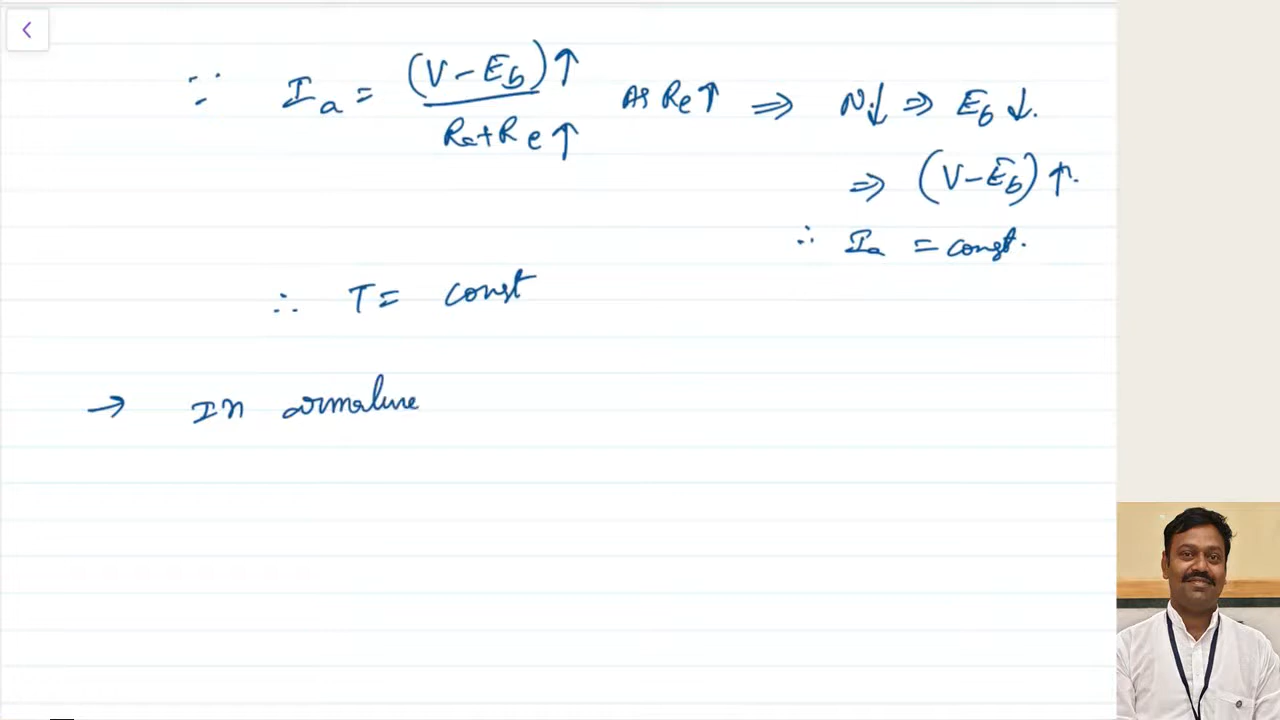 ∵ Ia = (V - Eb)↑ / Ra + Re↑ As Re↑ ⇒ N↓ ⇒ Eb↓.
⇒ (V - Eb)↑.
∴ Ia = const.
∴ T = const
→ In armature